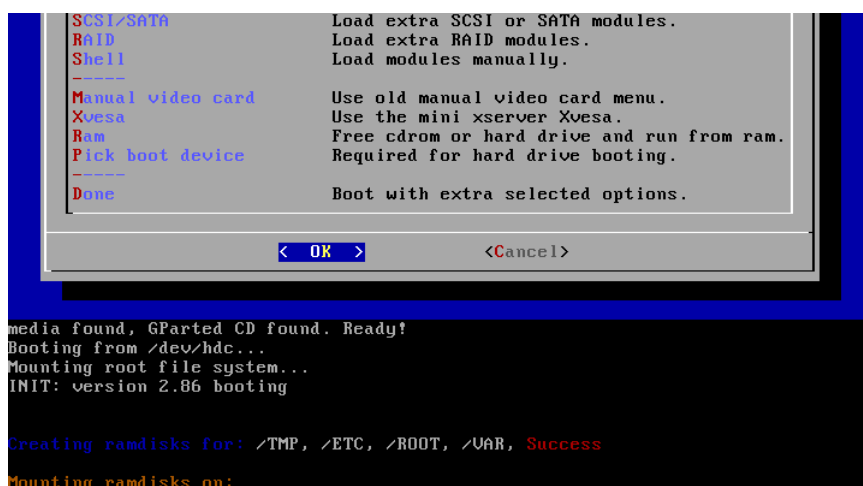 SCSI/SATA Load extra SCSI or SATA modules.
RAID Load extra RAID modules.
Shell Load modules manually.
-----
Manual video card Use old manual video card menu.
Xvesa Use the mini xserver Xvesa.
Ram Free cdrom or hard drive and run from ram.
Pick boot device Required for hard drive booting.
-----
Done Boot with extra selected options.
< OK > <Cancel>
media found, GParted CD found. Ready!
Booting from /dev/hdc...
Mounting root file system...
INIT: version 2.86 booting
Creating ramdisks for: /TMP, /ETC, /ROOT, /VAR, Success
Mounting ramdisks on: